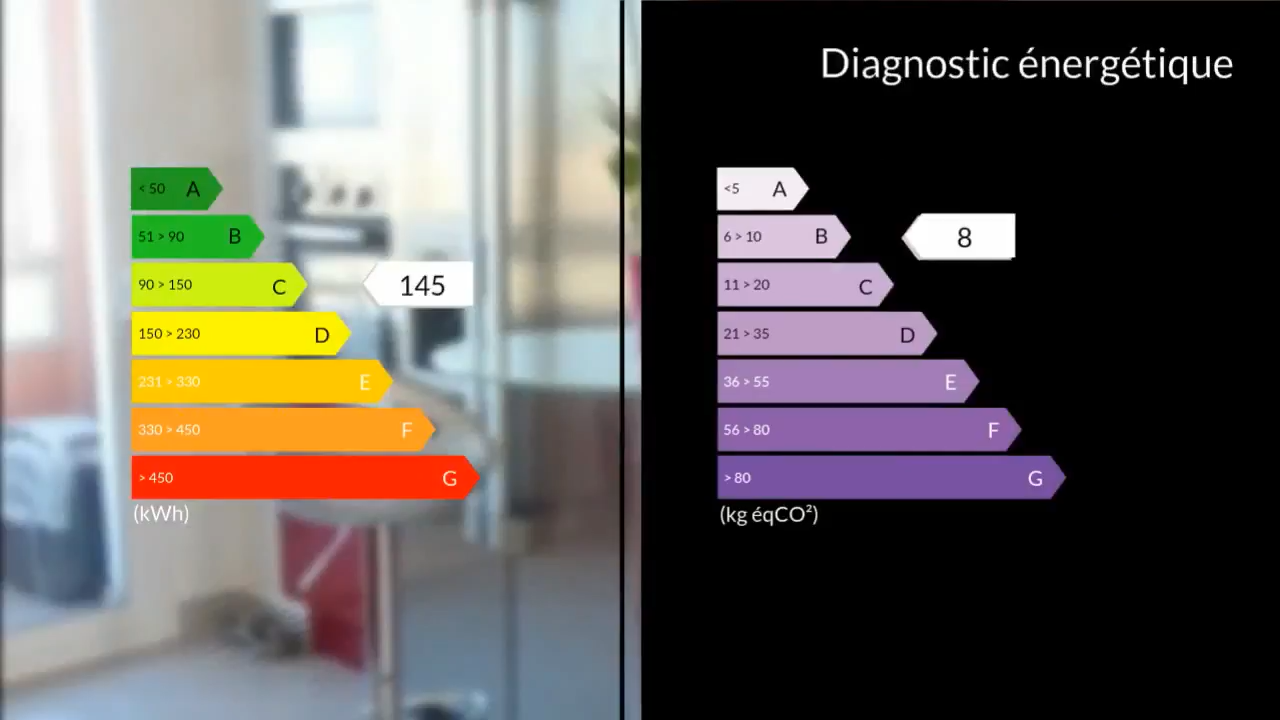 Diagnostic énergétique
< 50 A
51 > 90 B
90 > 150 C
145
150 > 230 D
231 > 330 E
330 > 450 F
> 450 G
(kWh)
<5 A
6 > 10 B
8
11 > 20 C
21 > 35 D
36 > 55 E
56 > 80 F
> 80 G
(kg éqCO²)